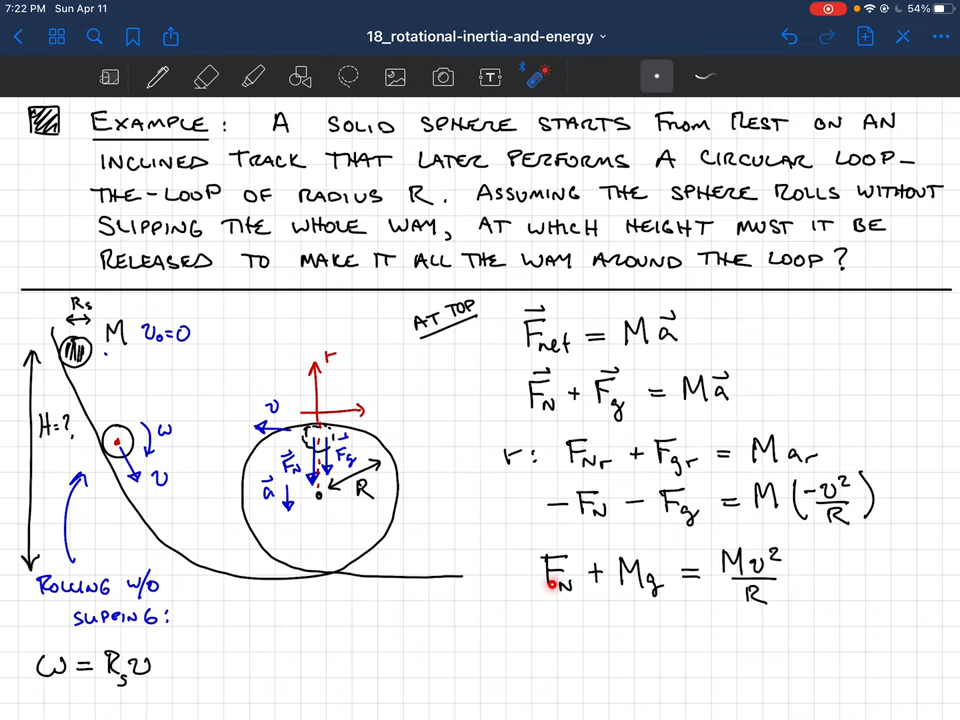 7:22 PM Sun Apr 11
54%
18_rotational-inertia-and-energy
T
EXAMPLE: A SOLID SPHERE STARTS FROM REST ON AN
INCLINED TRACK THAT LATER PERFORMS A CIRCULAR LOOP-
THE-LOOP OF RADIUS R. ASSUMING THE SPHERE ROLLS WITHOUT
SLIPPING THE WHOLE WAY, AT WHICH HEIGHT MUST IT BE
RELEASED TO MAKE IT ALL THE WAY AROUND THE LOOP?
Rs
M v₀=0
H=?
ω
v
r
v
F⃗N F⃗g
a⃗
R
ROLLING W/O
SLIPPING:
ω = Rsv
AT TOP
F⃗net = Ma⃗
F⃗N + F⃗g = Ma⃗
r: FNr + Fgr = Mar
-FN - Fg = M(-v²/R)
FN + Mg = Mv²/R